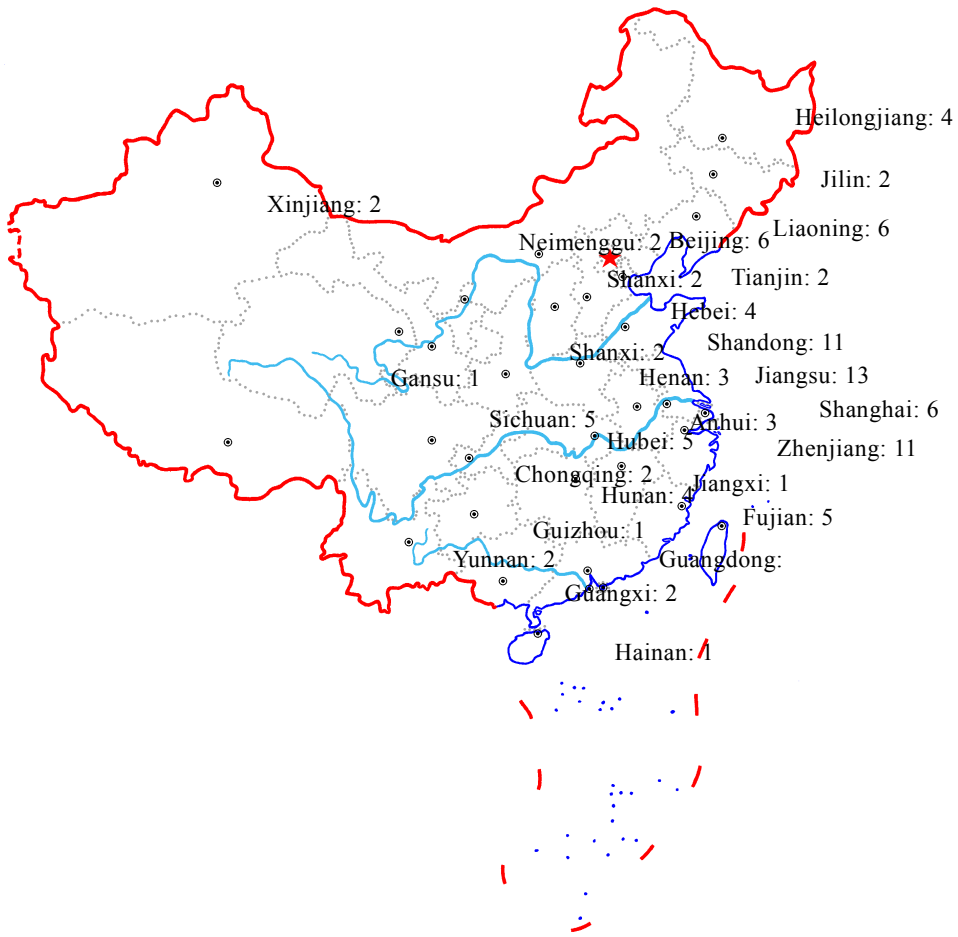 Heilongjiang: 4
Jilin: 2
Xinjiang: 2
Liaoning: 6
Neimenggu: 2
Beijing: 6
Shanxi: 2
Tianjin: 2
Hebei: 4
Shandong: 11
Shanxi: 2
Gansu: 1
Henan: 3
Jiangsu: 13
Shanghai: 6
Sichuan: 5
Anhui: 3
Hubei: 5
Zhenjiang: 11
Chongqing: 2
Jiangxi: 1
Hunan: 4
Fujian: 5
Guizhou: 1
Yunnan: 2
Guangdong:
Guangxi: 2
Hainan: 1